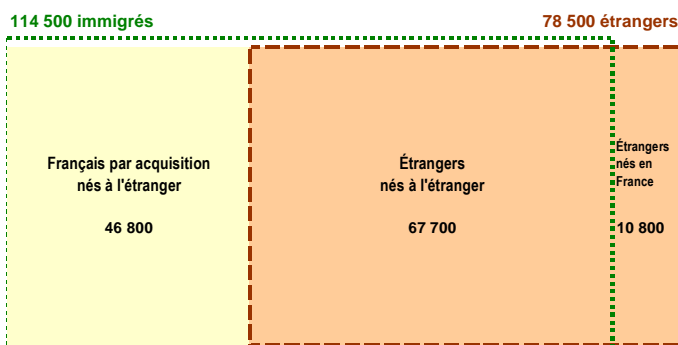 114 500 immigrés
78 500 étrangers
Français par acquisition
nés à l'étranger
46 800
Étrangers
nés à l'étranger
67 700
Étrangers
nés en
France
10 800